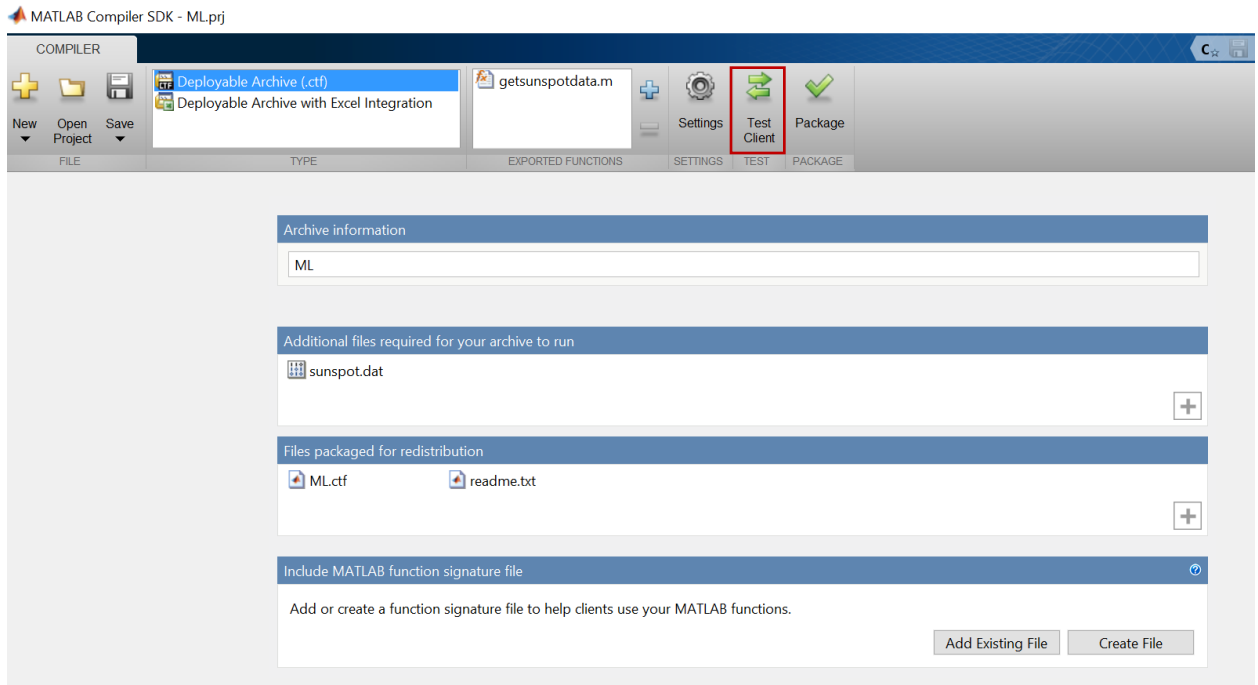 MATLAB Compiler SDK - ML.prj
COMPILER
New
Open Project
Save
FILE
Deployable Archive (.ctf)
Deployable Archive with Excel Integration
TYPE
getsunspotdata.m
EXPORTED FUNCTIONS
Settings
SETTINGS
Test Client
TEST
Package
PACKAGE
Archive information
ML
Additional files required for your archive to run
sunspot.dat
Files packaged for redistribution
ML.ctf readme.txt
Include MATLAB function signature file
Add or create a function signature file to help clients use your MATLAB functions.
Add Existing File Create File